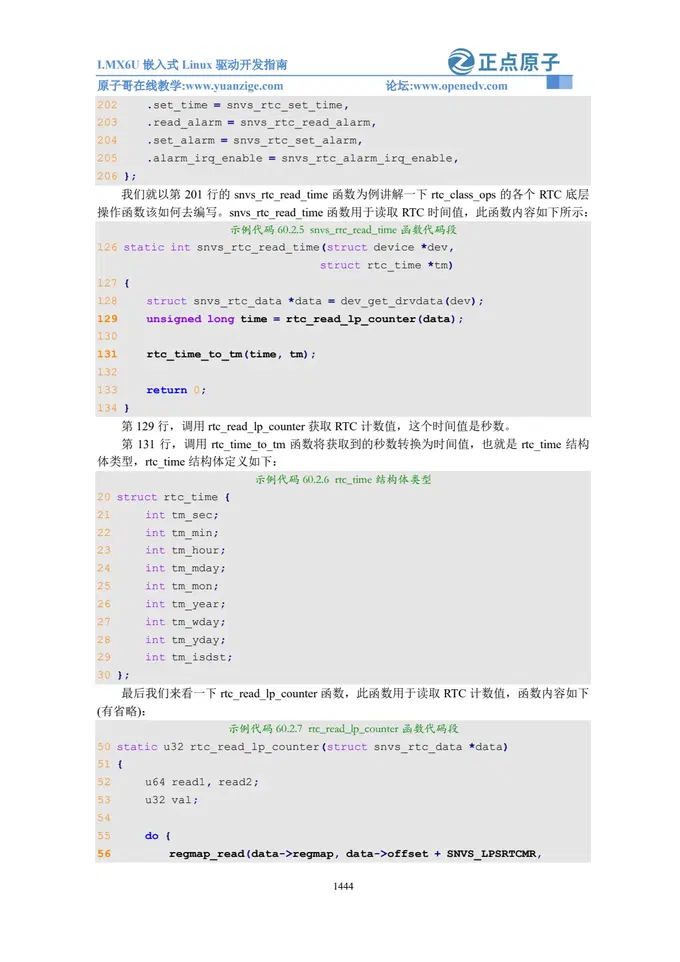 I.MX6U 嵌入式 Linux 驱动开发指南
正点原子
原子哥在线教学:www.yuanzige.com 论坛:www.openedv.com
202 .set_time = snvs_rtc_set_time,
203 .read_alarm = snvs_rtc_read_alarm,
204 .set_alarm = snvs_rtc_set_alarm,
205 .alarm_irq_enable = snvs_rtc_alarm_irq_enable,
206 };
我们就以第 201 行的 snvs_rtc_read_time 函数为例讲解一下 rtc_class_ops 的各个 RTC 底层
操作函数该如何去编写。snvs_rtc_read_time 函数用于读取 RTC 时间值，此函数内容如下所示：
示例代码 60.2.5 snvs_rtc_read_time 函数代码段
126 static int snvs_rtc_read_time(struct device *dev,
struct rtc_time *tm)
127 {
128 struct snvs_rtc_data *data = dev_get_drvdata(dev);
129 unsigned long time = rtc_read_lp_counter(data);
130
131 rtc_time_to_tm(time, tm);
132
133 return 0;
134 }
第 129 行，调用 rtc_read_lp_counter 获取 RTC 计数值，这个时间值是秒数。
第 131 行，调用 rtc_time_to_tm 函数将获取到的秒数转换为时间值，也就是 rtc_time 结构
体类型，rtc_time 结构体定义如下：
示例代码 60.2.6 rtc_time 结构体类型
20 struct rtc_time {
21 int tm_sec;
22 int tm_min;
23 int tm_hour;
24 int tm_mday;
25 int tm_mon;
26 int tm_year;
27 int tm_wday;
28 int tm_yday;
29 int tm_isdst;
30 };
最后我们来看一下 rtc_read_lp_counter 函数，此函数用于读取 RTC 计数值，函数内容如下
(有省略)：
示例代码 60.2.7 rtc_read_lp_counter 函数代码段
50 static u32 rtc_read_lp_counter(struct snvs_rtc_data *data)
51 {
52 u64 read1, read2;
53 u32 val;
54
55 do {
56 regmap_read(data->regmap, data->offset + SNVS_LPSRTCMR,
1444